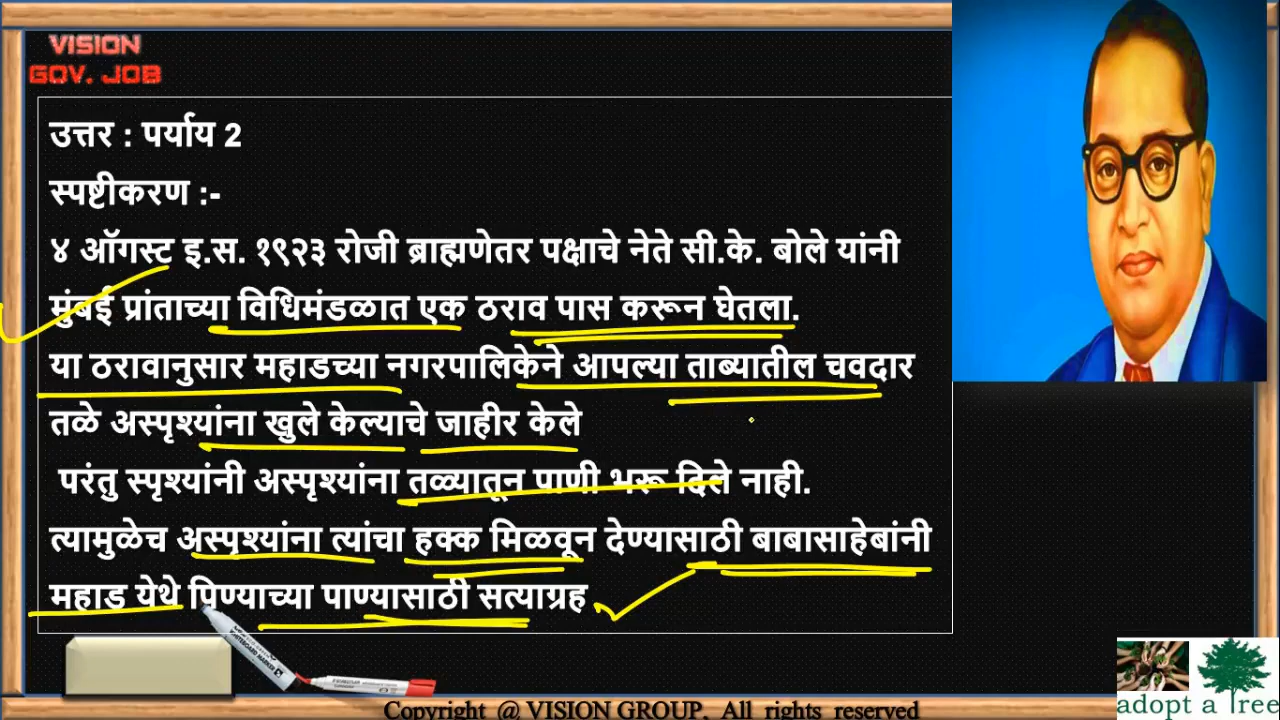 VISION
GOV. JOB
उत्तर : पर्याय 2
स्पष्टीकरण :-
४ ऑगस्ट इ.स. १९२३ रोजी ब्राह्मणेतर पक्षाचे नेते सी.के. बोले यांनी
मुंबई प्रांताच्या विधिमंडळात एक ठराव पास करून घेतला.
या ठरावानुसार महाडच्या नगरपालिकेने आपल्या ताब्यातील चवदार
तळे अस्पृश्यांना खुले केल्याचे जाहीर केले
परंतु स्पृश्यांनी अस्पृश्यांना तळ्यातून पाणी भरू दिले नाही.
त्यामुळेच अस्पृश्यांना त्यांचा हक्क मिळवून देण्यासाठी बाबासाहेबांनी
महाड येथे पिण्याच्या पाण्यासाठी सत्याग्रह
adopt a Tree
Copyright @ VISION GROUP, All rights reserved